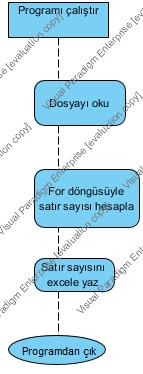 Programı çalıştır
Dosyayı oku
For döngüsüyle
satır sayısı hesapla
Satır sayısını
excele yaz
Programdan çık
Visual Paradigm Enterprise [evaluation copy]